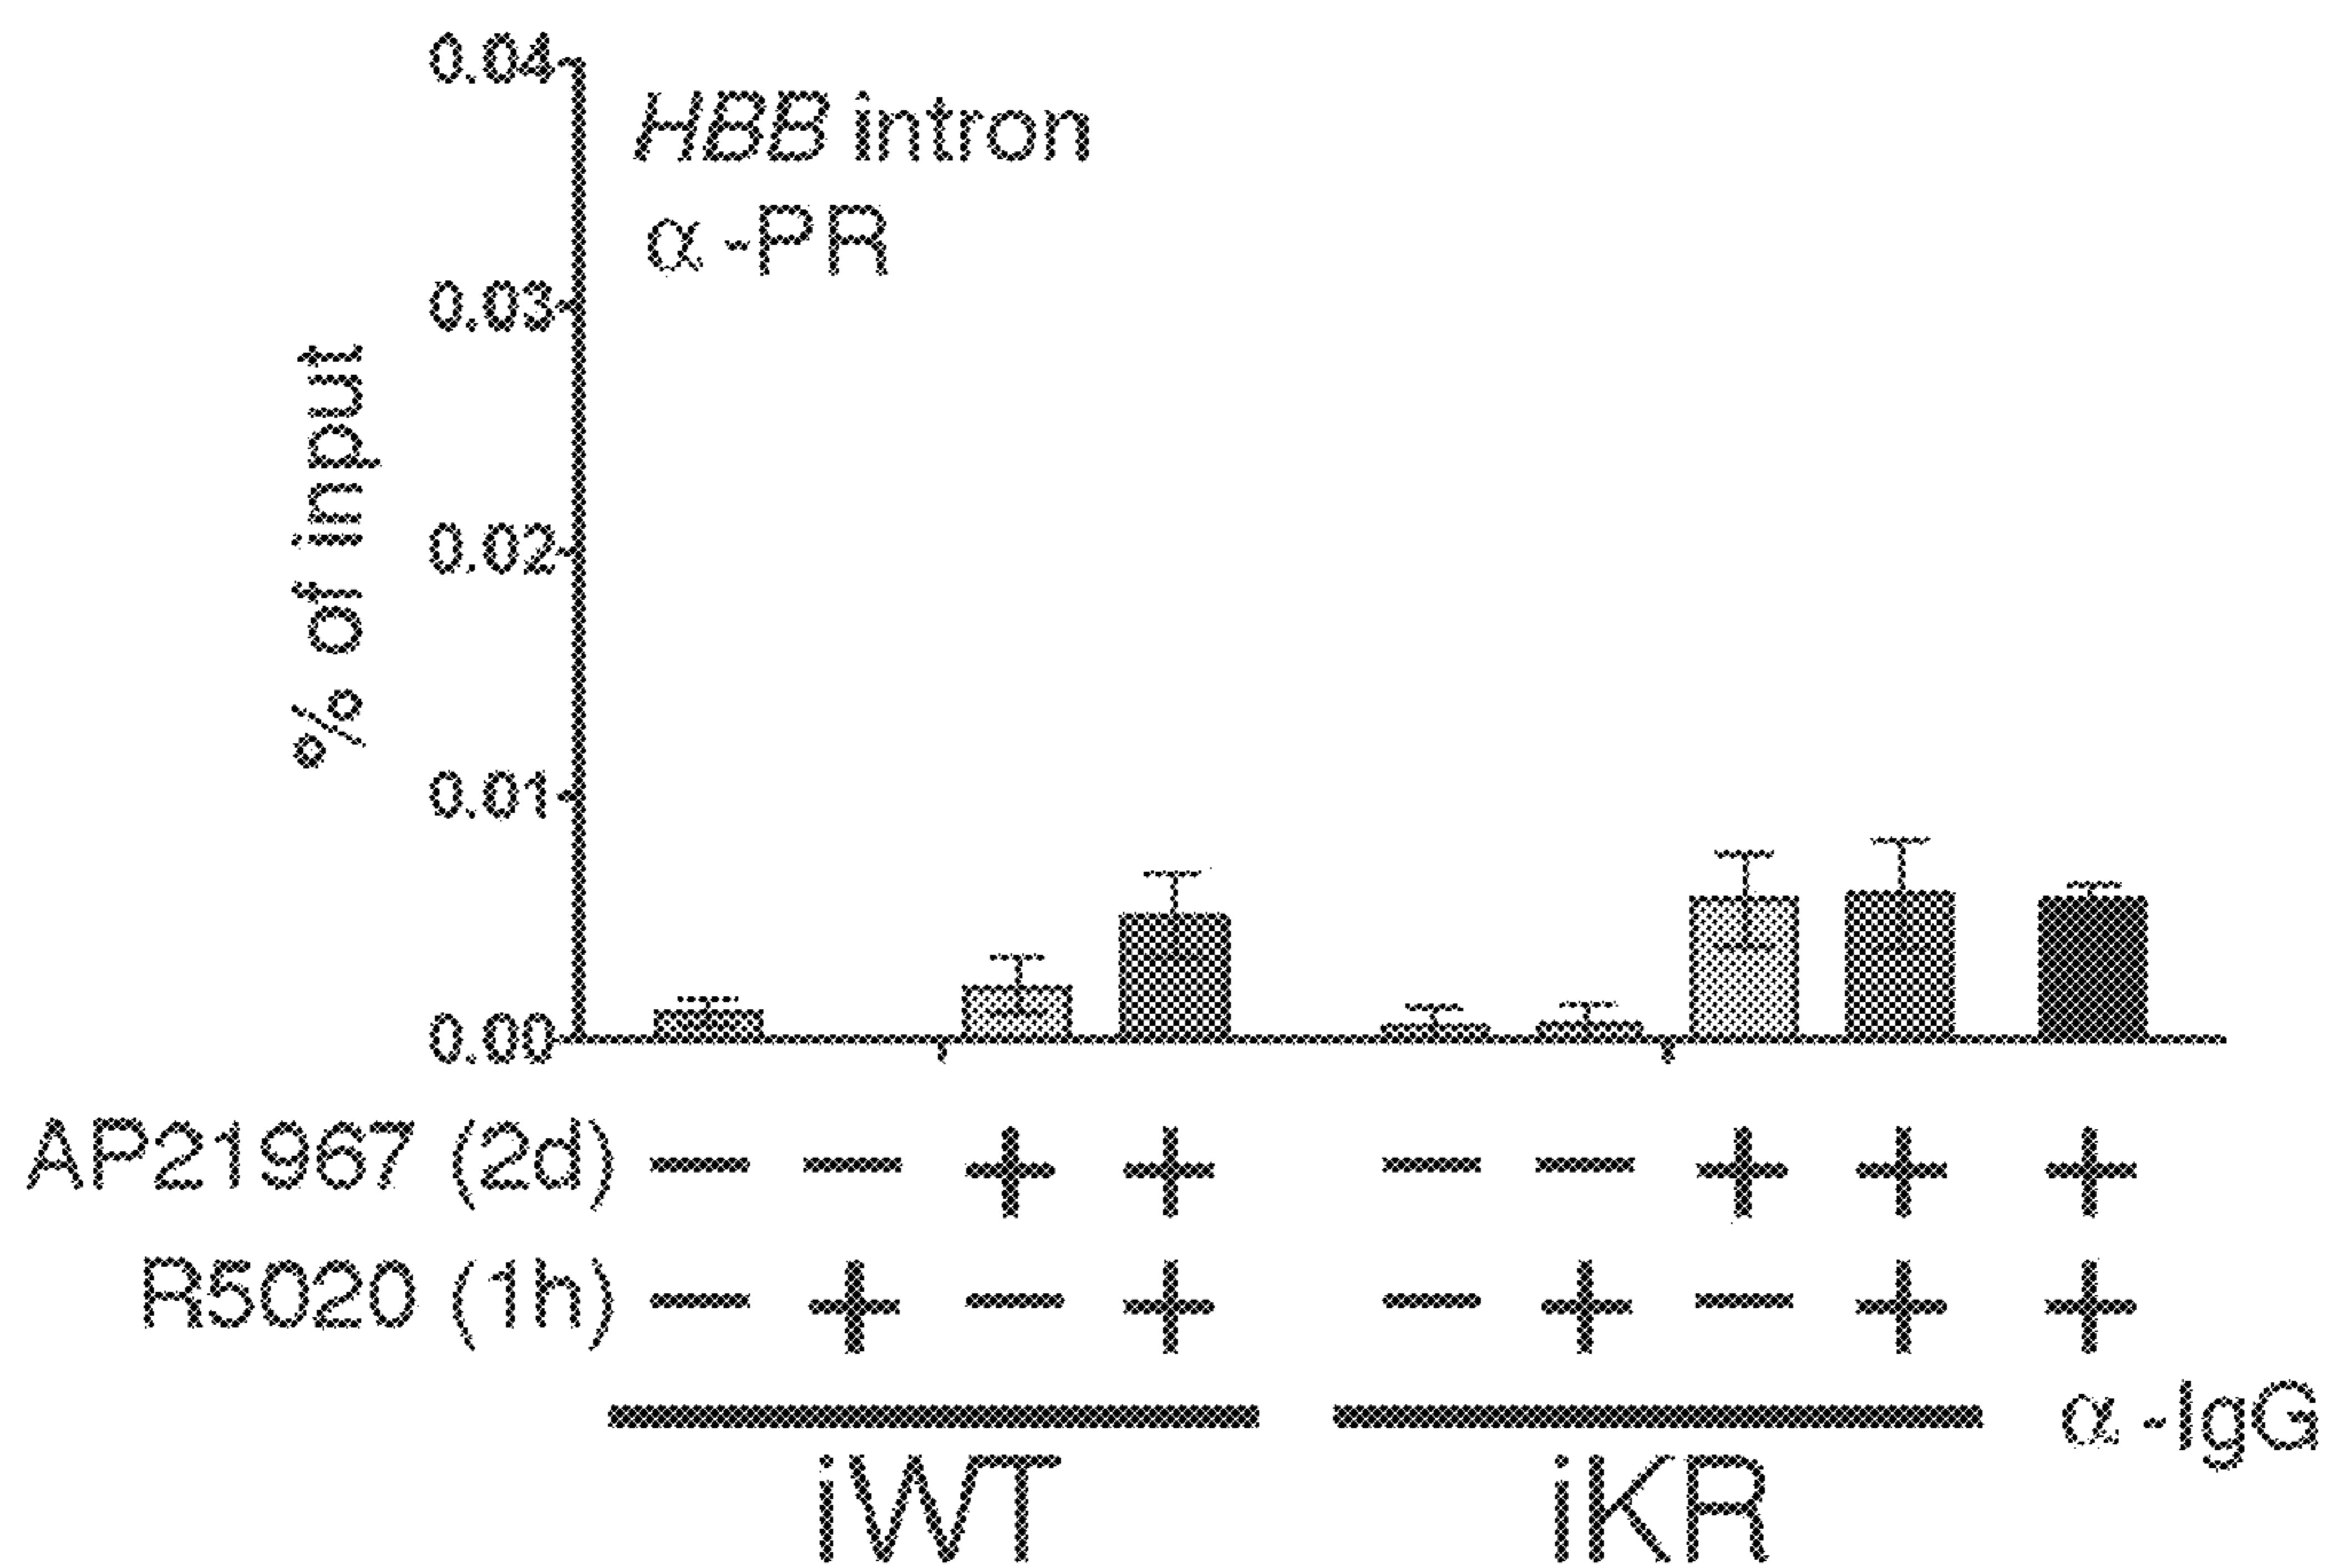 0.04
HBB intron
α-PR
0.03
0.02
0.01
0.00
% of input
AP21967 (2d) — — + + — — + + +
R5020 (1h) — + — + — + — + +
iWT iKR α-IgG